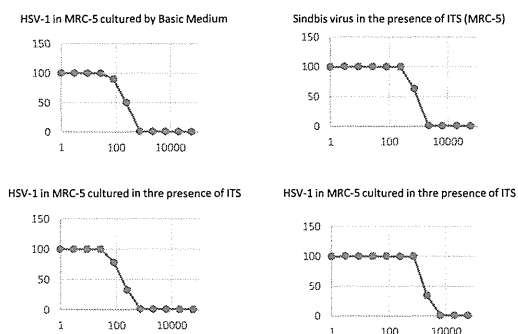 HSV-1 in MRC-5 cultured by Basic Medium
150
100
50
0
1 100 10000
Sindbis virus in the presence of ITS (MRC-5)
150
100
50
0
1 100 10000
HSV-1 in MRC-5 cultured in thre presence of ITS
150
100
50
0
1 100 10000
HSV-1 in MRC-5 cultured in thre presence of ITS
150
100
50
0
1 100 10000